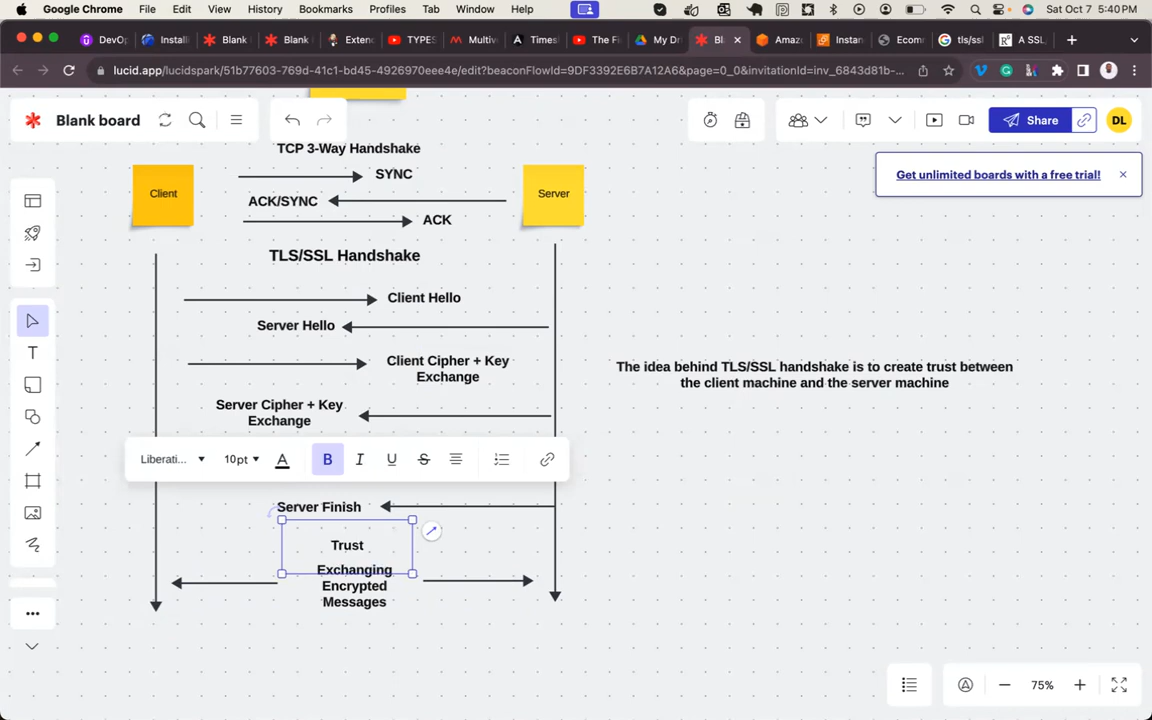 Google Chrome File Edit View History Bookmarks Profiles Tab Window Help Sat Oct 7 5:40 PM
DevOp Install Blank Blank Exten TYPES Multiv Times The Fi My Dr Bl Amaz Instan Ecom tls/ssl A SSL,
lucid.app/lucidspark/51b77603-769d-41c1-bd45-4926970eee4e/edit?beaconFlowId=9DF3392E6B7A12A6&page=0_0&invitationId=inv_6843d81b-...
Blank board
Share
DL
Get unlimited boards with a free trial!
TCP 3-Way Handshake
Client
SYNC
Server
ACK/SYNC
ACK
TLS/SSL Handshake
Client Hello
Server Hello
Client Cipher + Key
Exchange
The idea behind TLS/SSL handshake is to create trust between
the client machine and the server machine
Server Cipher + Key
Exchange
Liberati... 10pt A B I U S
Server Finish
Trust
Exchanging
Encrypted
Messages
T
75%